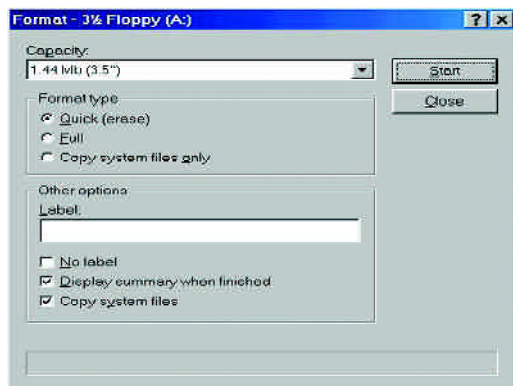 Format - 3½ Floppy (A:)
Capacity:
1.44 Mb (3.5")
Start
Close
Format type
Quick (erase)
Full
Copy system files only
Other options
Label:
No label
Display summary when finished
Copy system files